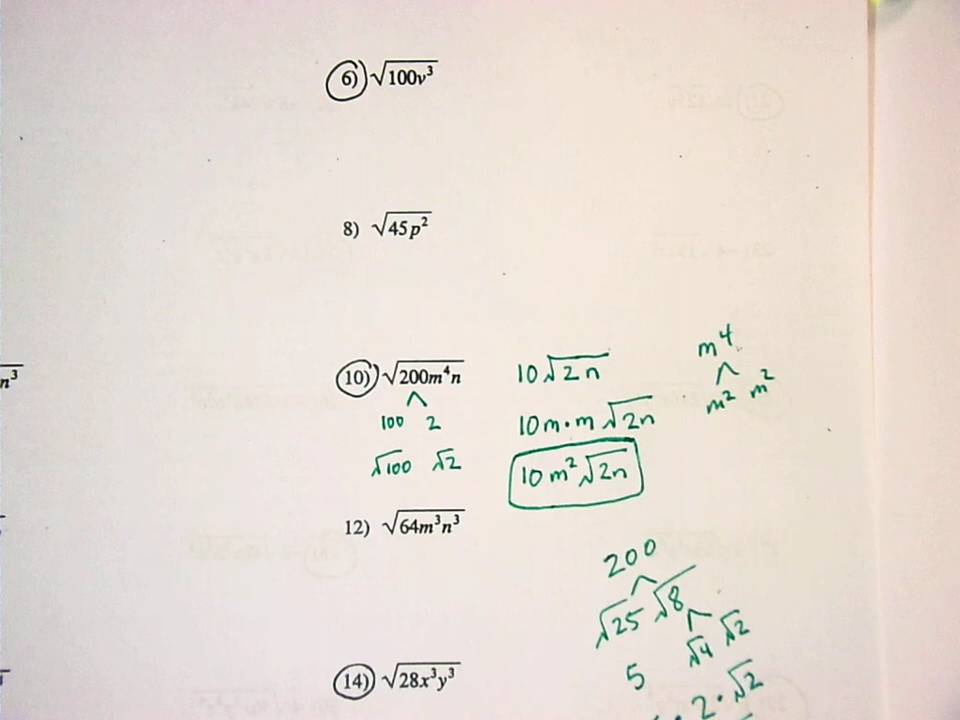 6) √100v³
8) √45p²
n³
10) √200m⁴n
100 2
√100 √2
10√2n
10m·m√2n
10m²√2n
m⁴
m² m²
12) √64m³n³
200
√25 √8
√4 √2
5
· 2 · √2
14) √28x³y³